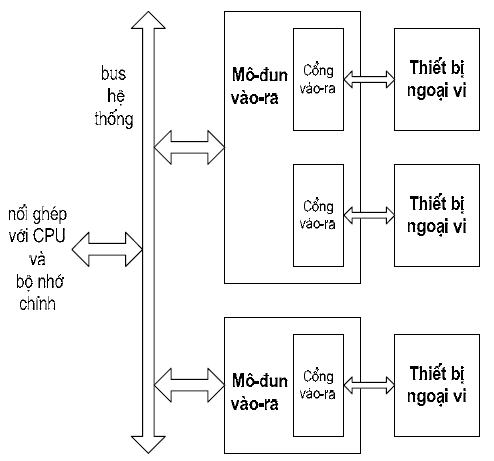 bus
hệ
thống
nối ghép
với CPU
và
bộ nhớ
chính
Mô-đun
vào-ra
Cổng
vào-ra
Thiết bị
ngoại vi
Cổng
vào-ra
Thiết bị
ngoại vi
Mô-đun
vào-ra
Cổng
vào-ra
Thiết bị
ngoại vi